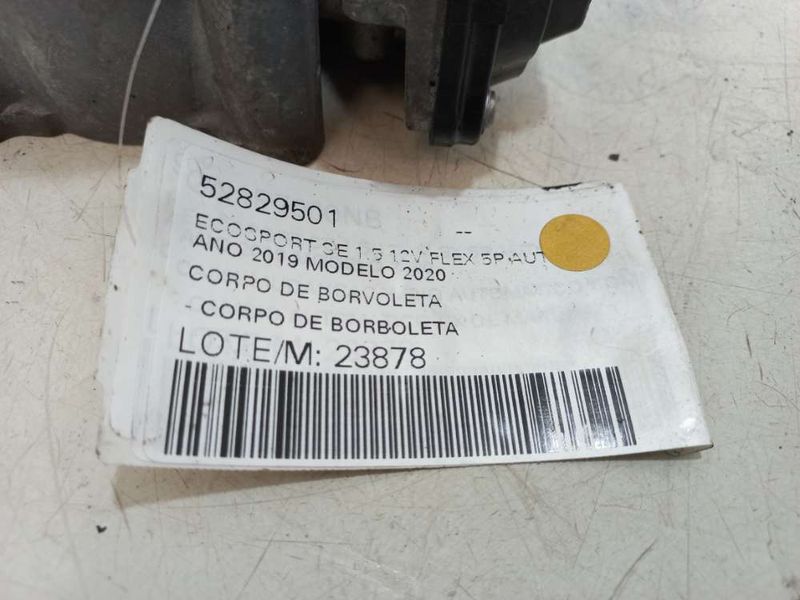 52829501 --
ECOSPORT SE 1.5 12V FLEX 5P AUT
ANO 2019 MODELO 2020
CORPO DE BORVOLETA
- CORPO DE BORBOLETA
LOTE/M: 23878